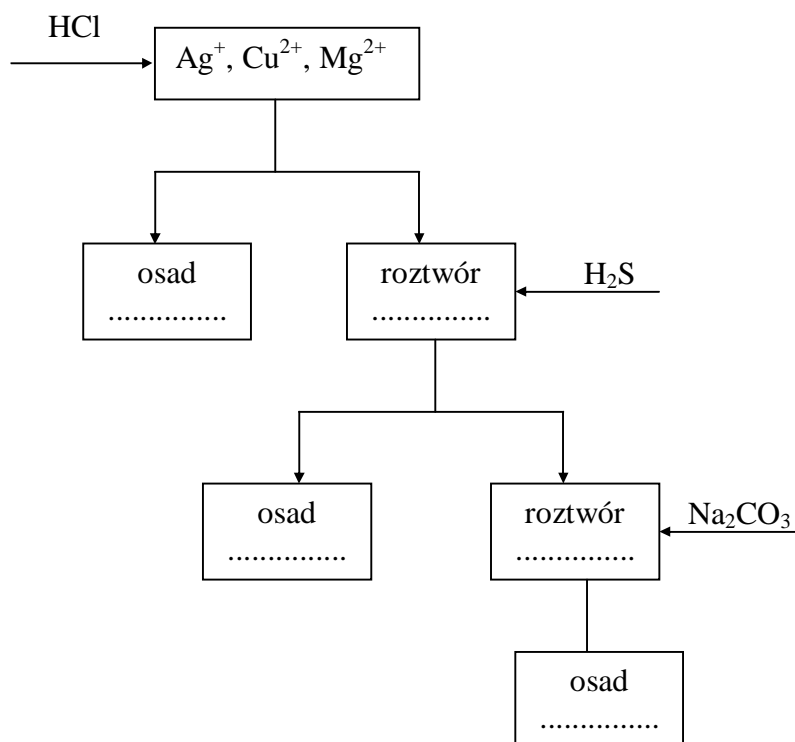 HCl
Ag⁺, Cu²⁺, Mg²⁺
osad
...............
roztwór
...............
H₂S
osad
...............
roztwór
...............
Na₂CO₃
osad
...............